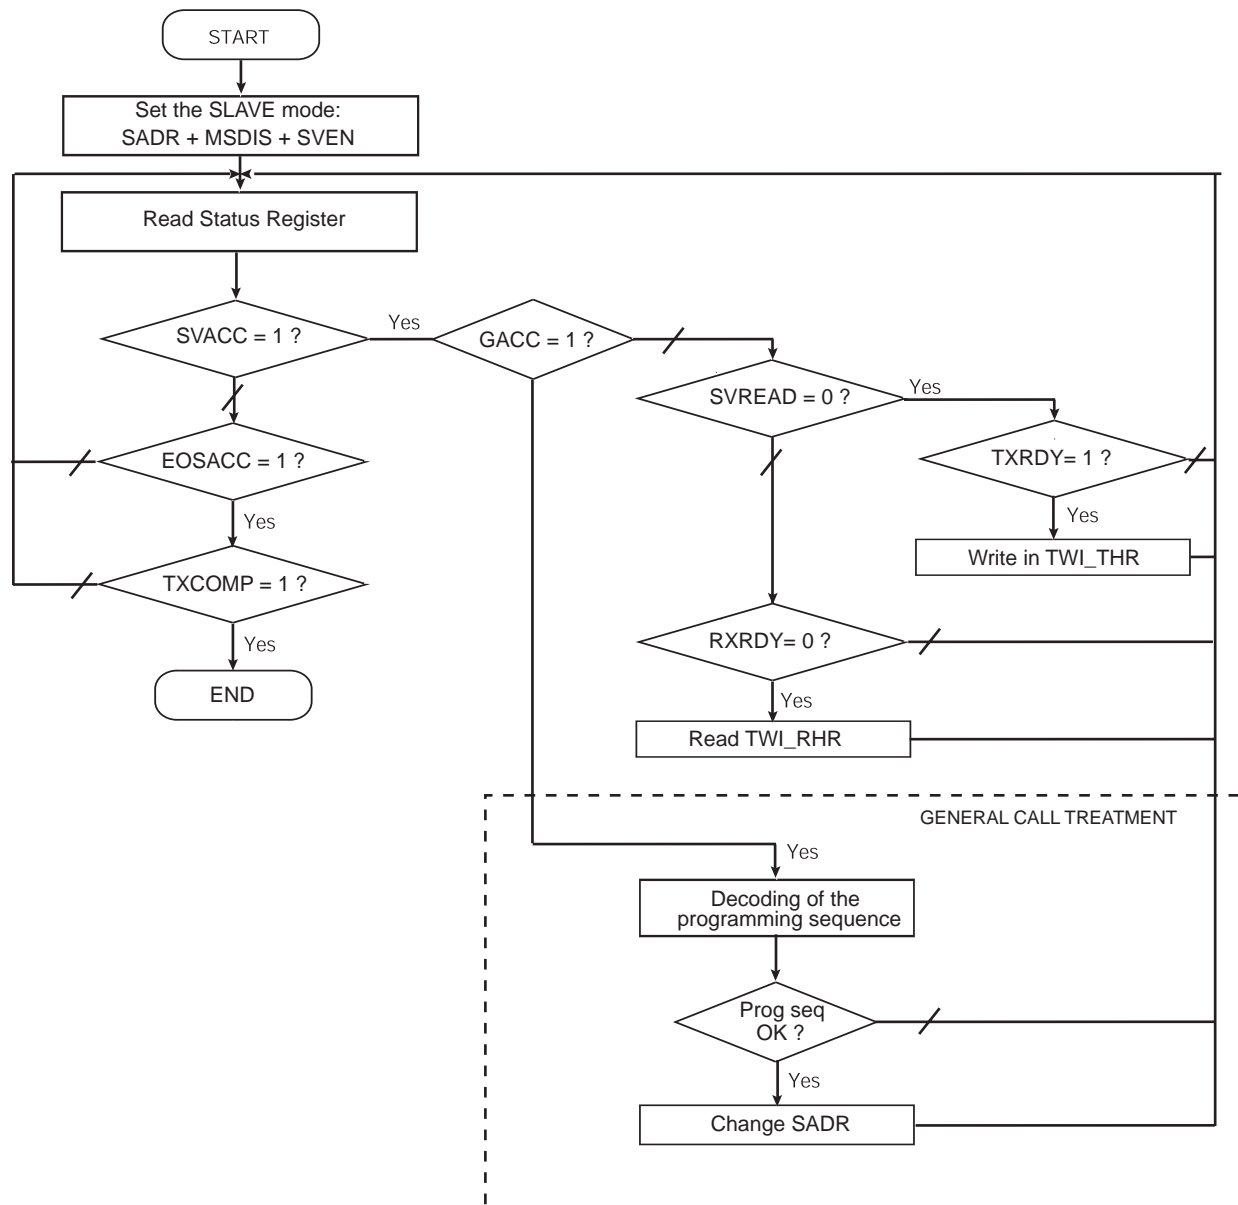 START
Set the SLAVE mode:
SADR + MSDIS + SVEN
Read Status Register
SVACC = 1 ?
Yes
GACC = 1 ?
SVREAD = 0 ?
Yes
EOSACC = 1 ?
TXRDY= 1 ?
Yes
Yes
Write in TWI_THR
TXCOMP = 1 ?
Yes
RXRDY= 0 ?
END
Yes
Read TWI_RHR
GENERAL CALL TREATMENT
Yes
Decoding of the
programming sequence
Prog seq
OK ?
Yes
Change SADR